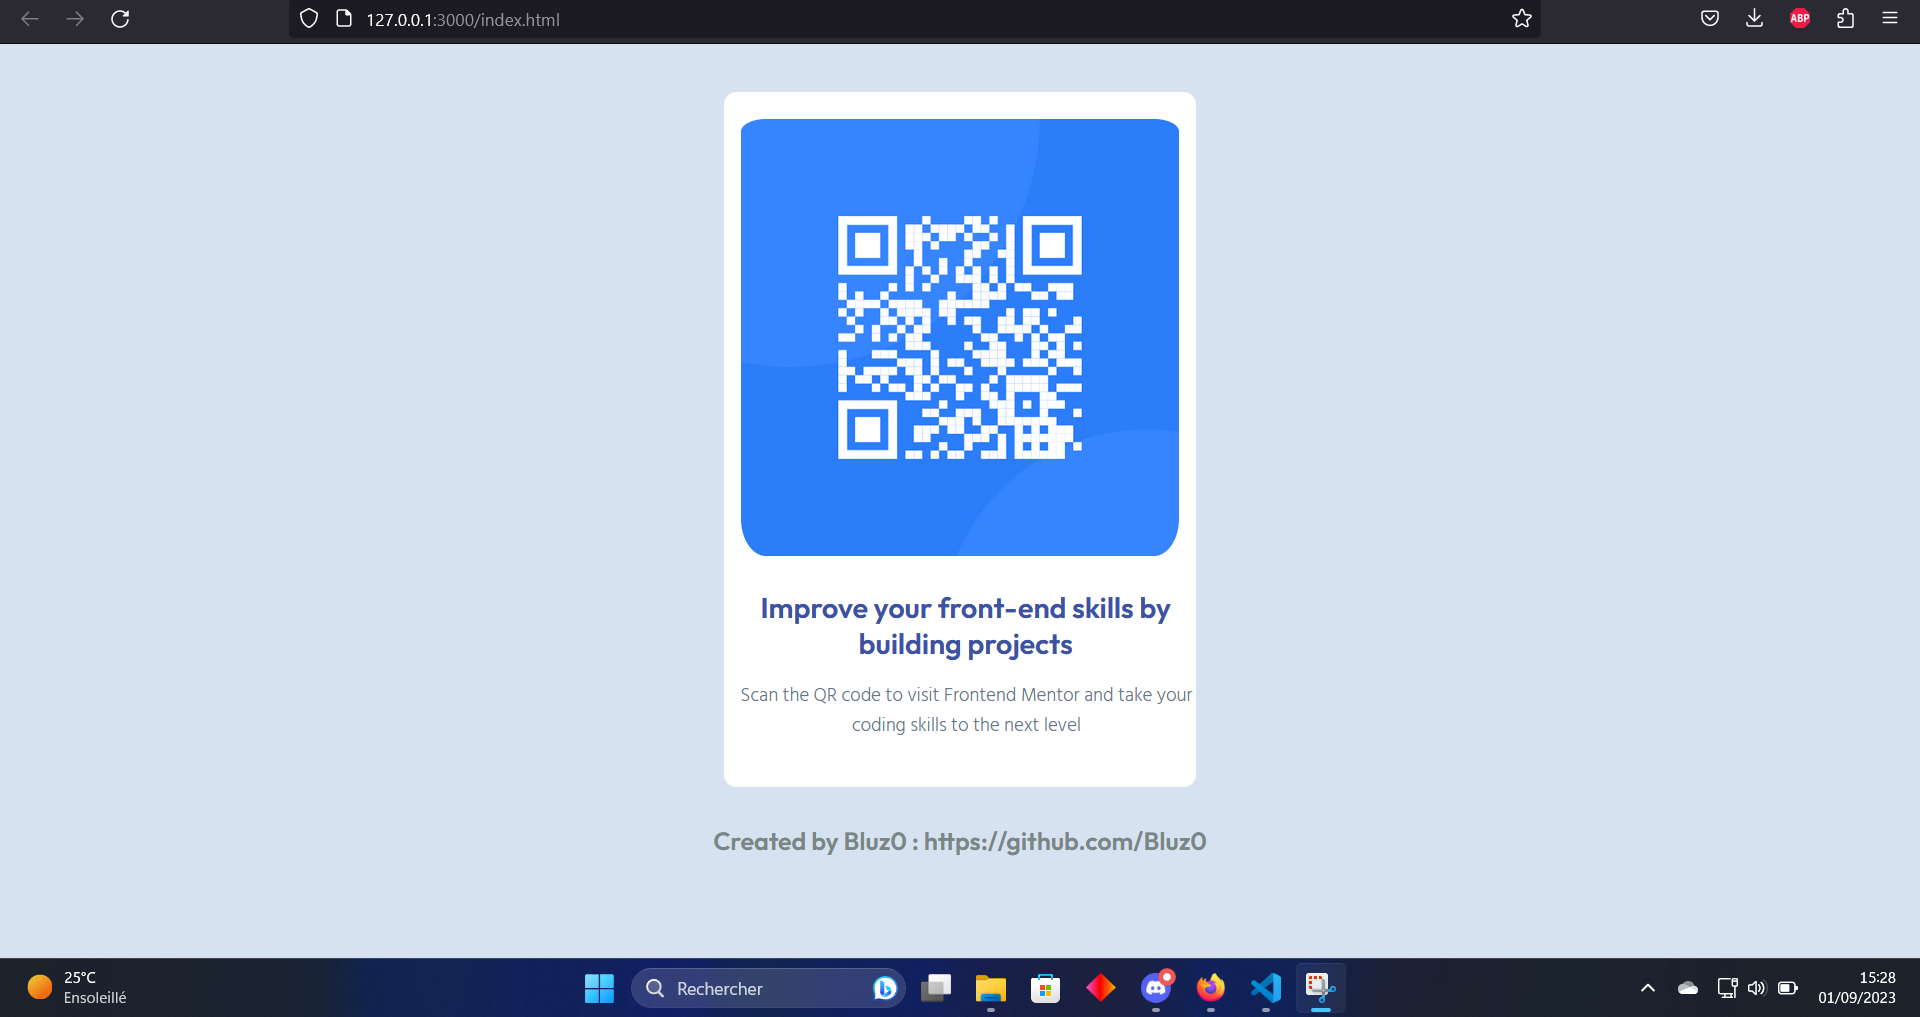 127.0.0.1:3000/index.html
ABP
Improve your front-end skills by
building projects
Scan the QR code to visit Frontend Mentor and take your
coding skills to the next level
Created by Bluz0 : https://github.com/Bluz0
25°C
Ensoleillé
Rechercher
15:28
01/09/2023